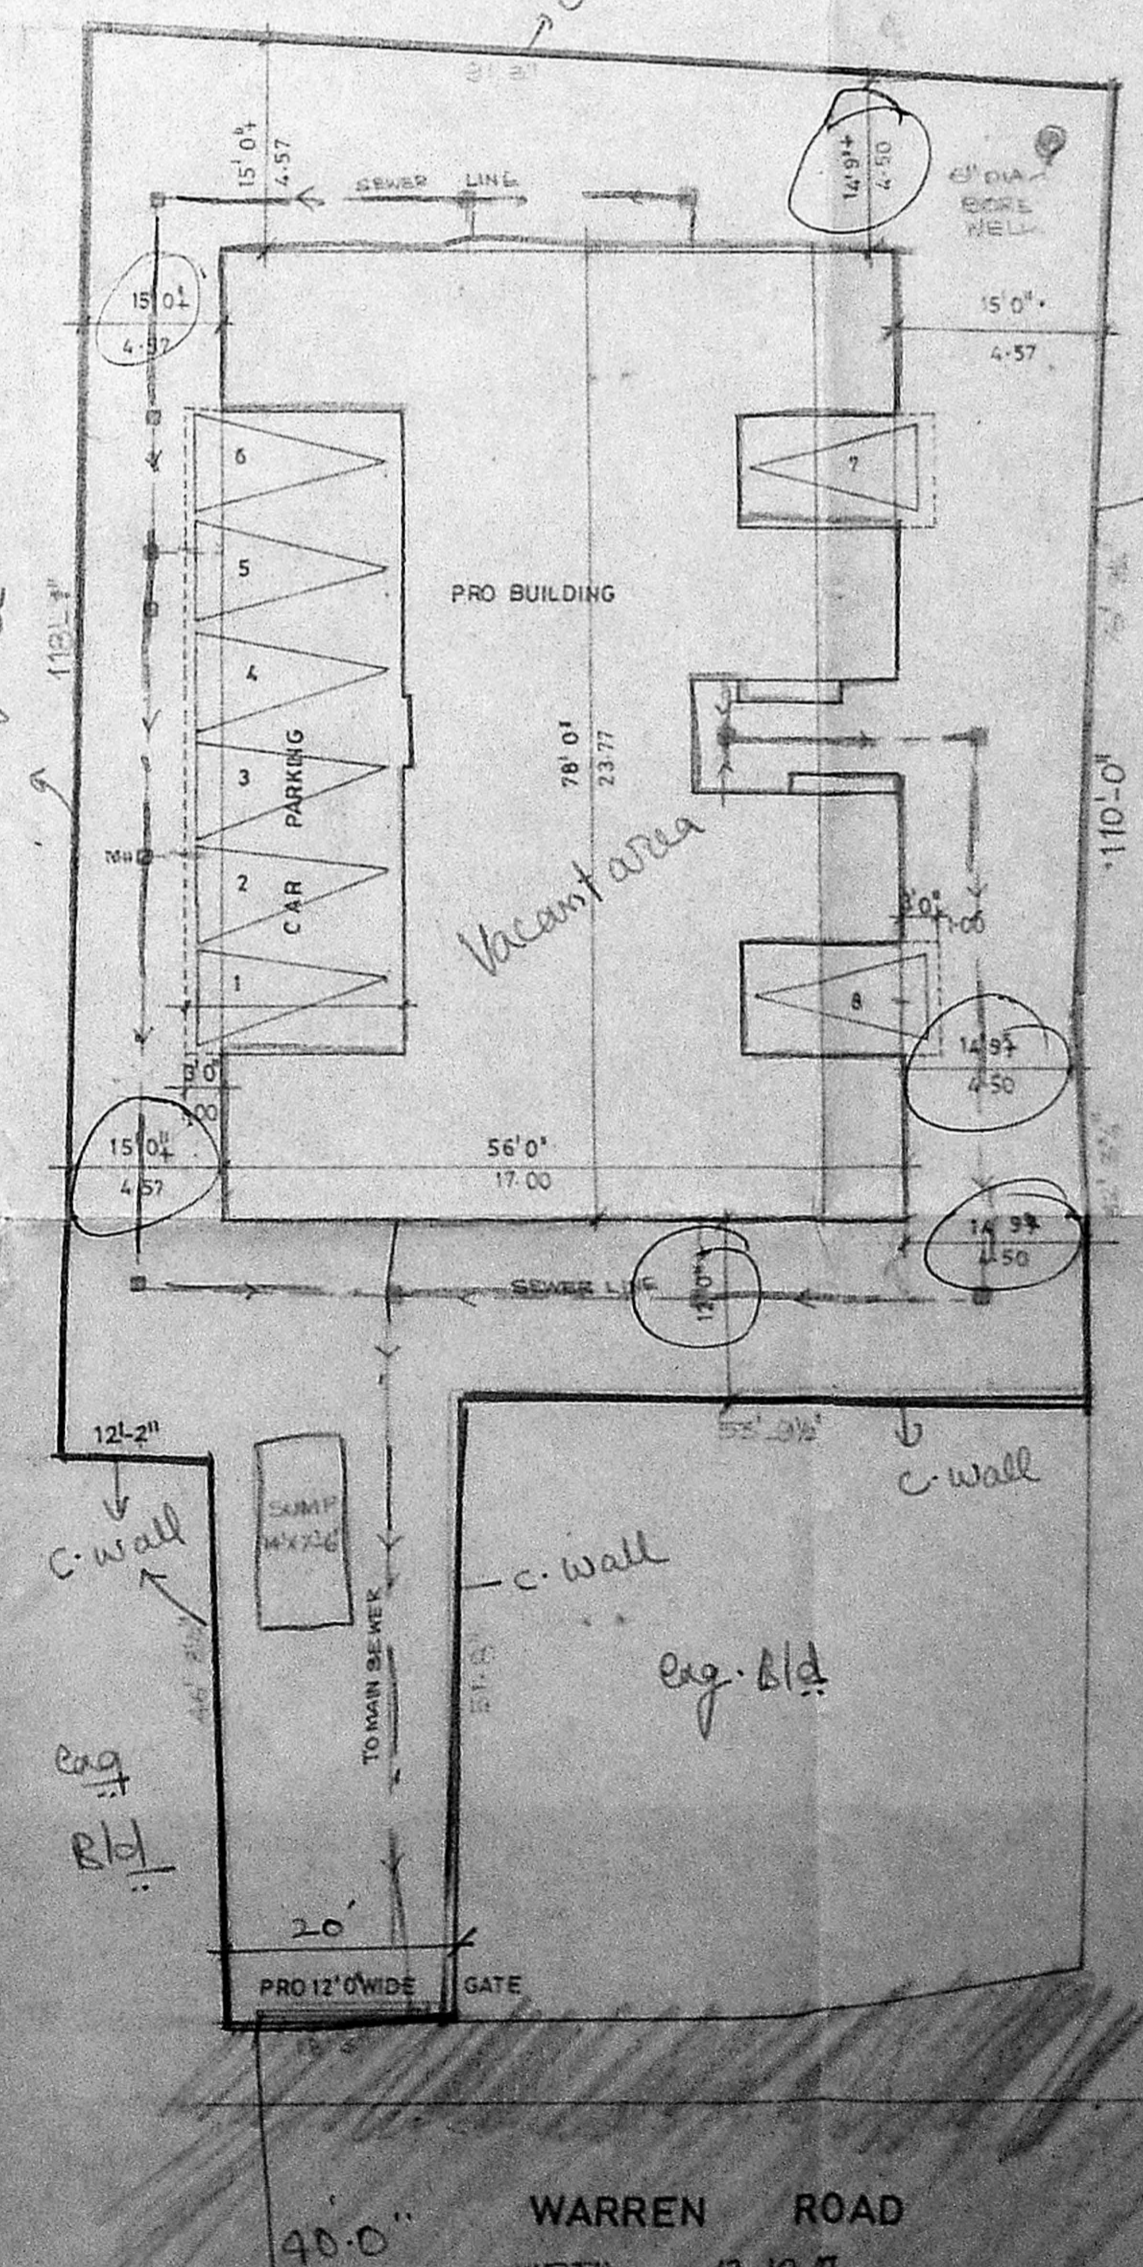 15'0"+
4.57
14'9"+
4.50
SEWER LINE
6" DIA
BORE
WELL
15'0"+
4.57
15'0"
4.57
6
7
5
PRO BUILDING
4
118'-7"
3
CAR PARKING
78'0"
23.77
2
Vacant area
110'-0"
3'0"
1.00
1
8
14'9"+
4.50
3'0"
1.00
15'0"+
4.57
56'0"
17.00
14'9"+
4.50
SEWER LINE
12'0"
12'-2"
C. Wall
C. Wall
SUMP
C. Wall
TO MAIN SEWER
Bld
Bld
20'
PRO 12'0" WIDE GATE
WARREN ROAD
40.0"